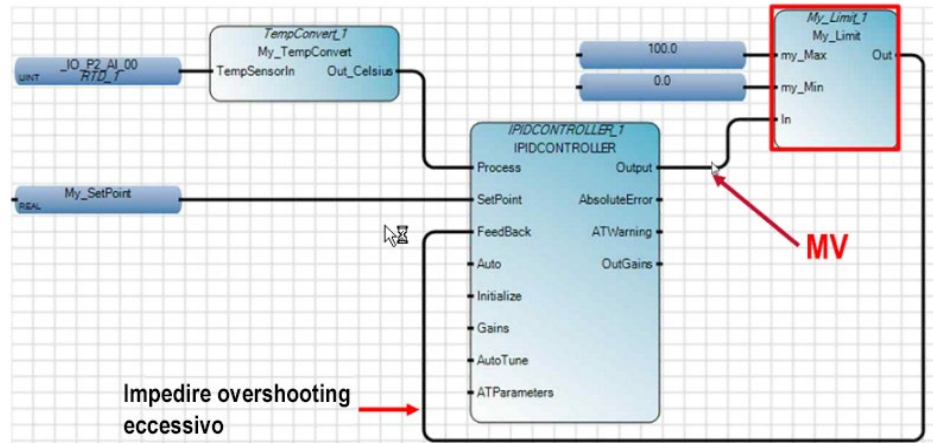 TempConvert_1
My_TempConvert
TempSensorIn Out_Celsius
_IO_P2_AI_00
RTD_1
UINT
My_Limit_1
My_Limit
my_Max Out
my_Min
In
100.0
0.0
IPIDCONTROLLER_1
IPIDCONTROLLER
Process Output
SetPoint AbsoluteError
FeedBack ATWarning
Auto OutGains
Initialize
Gains
AutoTune
ATParameters
My_SetPoint
REAL
MV
Impedire overshooting
eccessivo